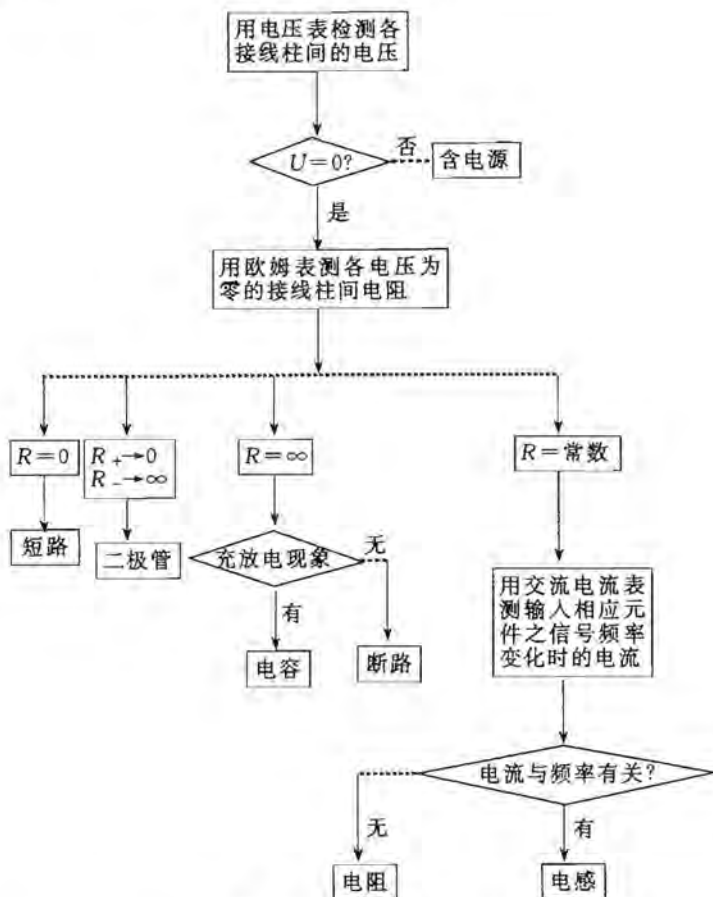 用电压表检测各
接线柱间的电压
U=0?
否
含电源
是
用欧姆表测各电压为
零的接线柱间电阻
R=0
R₊→0
R₋→∞
R=∞
R=常数
短路
二极管
充放电现象
无
有
电容
断路
用交流电流表
测输入相应元
件之信号频率
变化时的电流
电流与频率有关?
无
有
电阻
电感